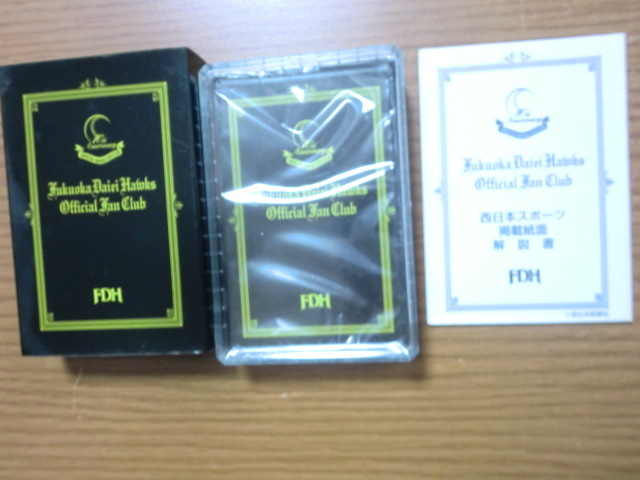 Fukuoka Daiei Hawks
Official Fan Club
FDH
Fukuoka Daiei Hawks
Official Fan Club
FDH
Fukuoka Daiei Hawks
Official Fan Club
西日本スポーツ
掲載紙面
解説書
FDH